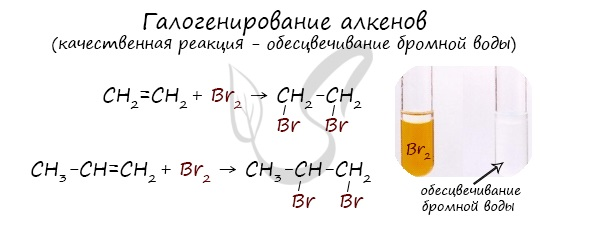 Галогенирование алкенов
(качественная реакция - обесцвечивание бромной воды)
CH₂=CH₂ + Br₂ → CH₂-CH₂
Br Br
CH₃-CH=CH₂ + Br₂ → CH₃-CH-CH₂
Br Br
Br₂
обесцвечивание
бромной воды